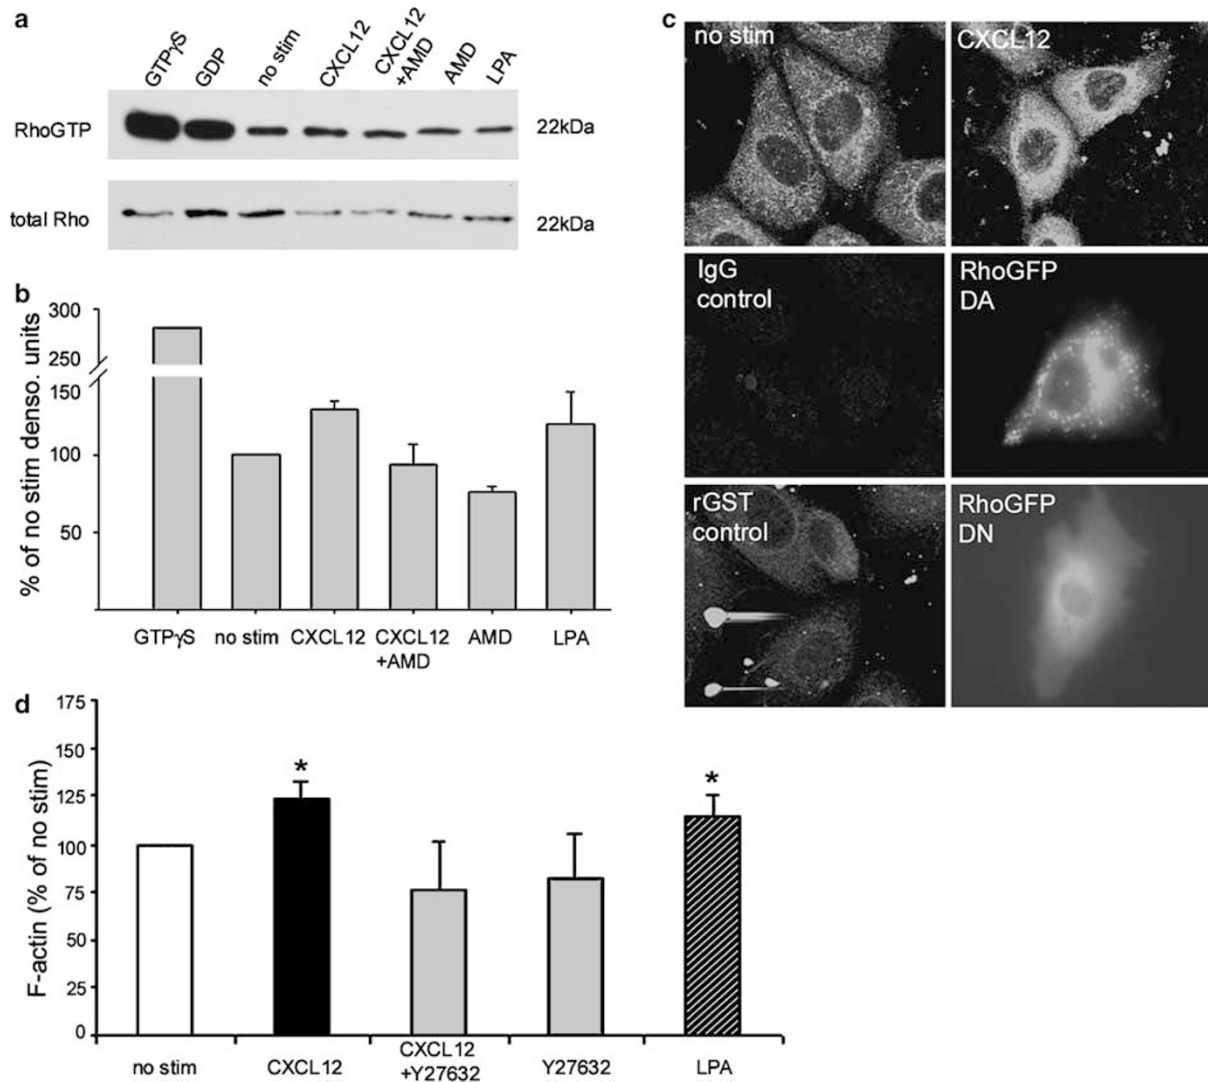 a
GTPγS
GDP
no stim
CXCL12
CXCL12
+AMD
AMD
LPA
RhoGTP
22kDa
total Rho
22kDa
b
% of no stim denso. units
300
250
150
100
50
GTPγS
no stim
CXCL12
CXCL12
+AMD
AMD
LPA
c
no stim
CXCL12
IgG
control
RhoGFP
DA
rGST
control
RhoGFP
DN
d
F-actin (% of no stim)
175
150
125
100
75
50
25
0
*
*
no stim
CXCL12
CXCL12
+Y27632
Y27632
LPA